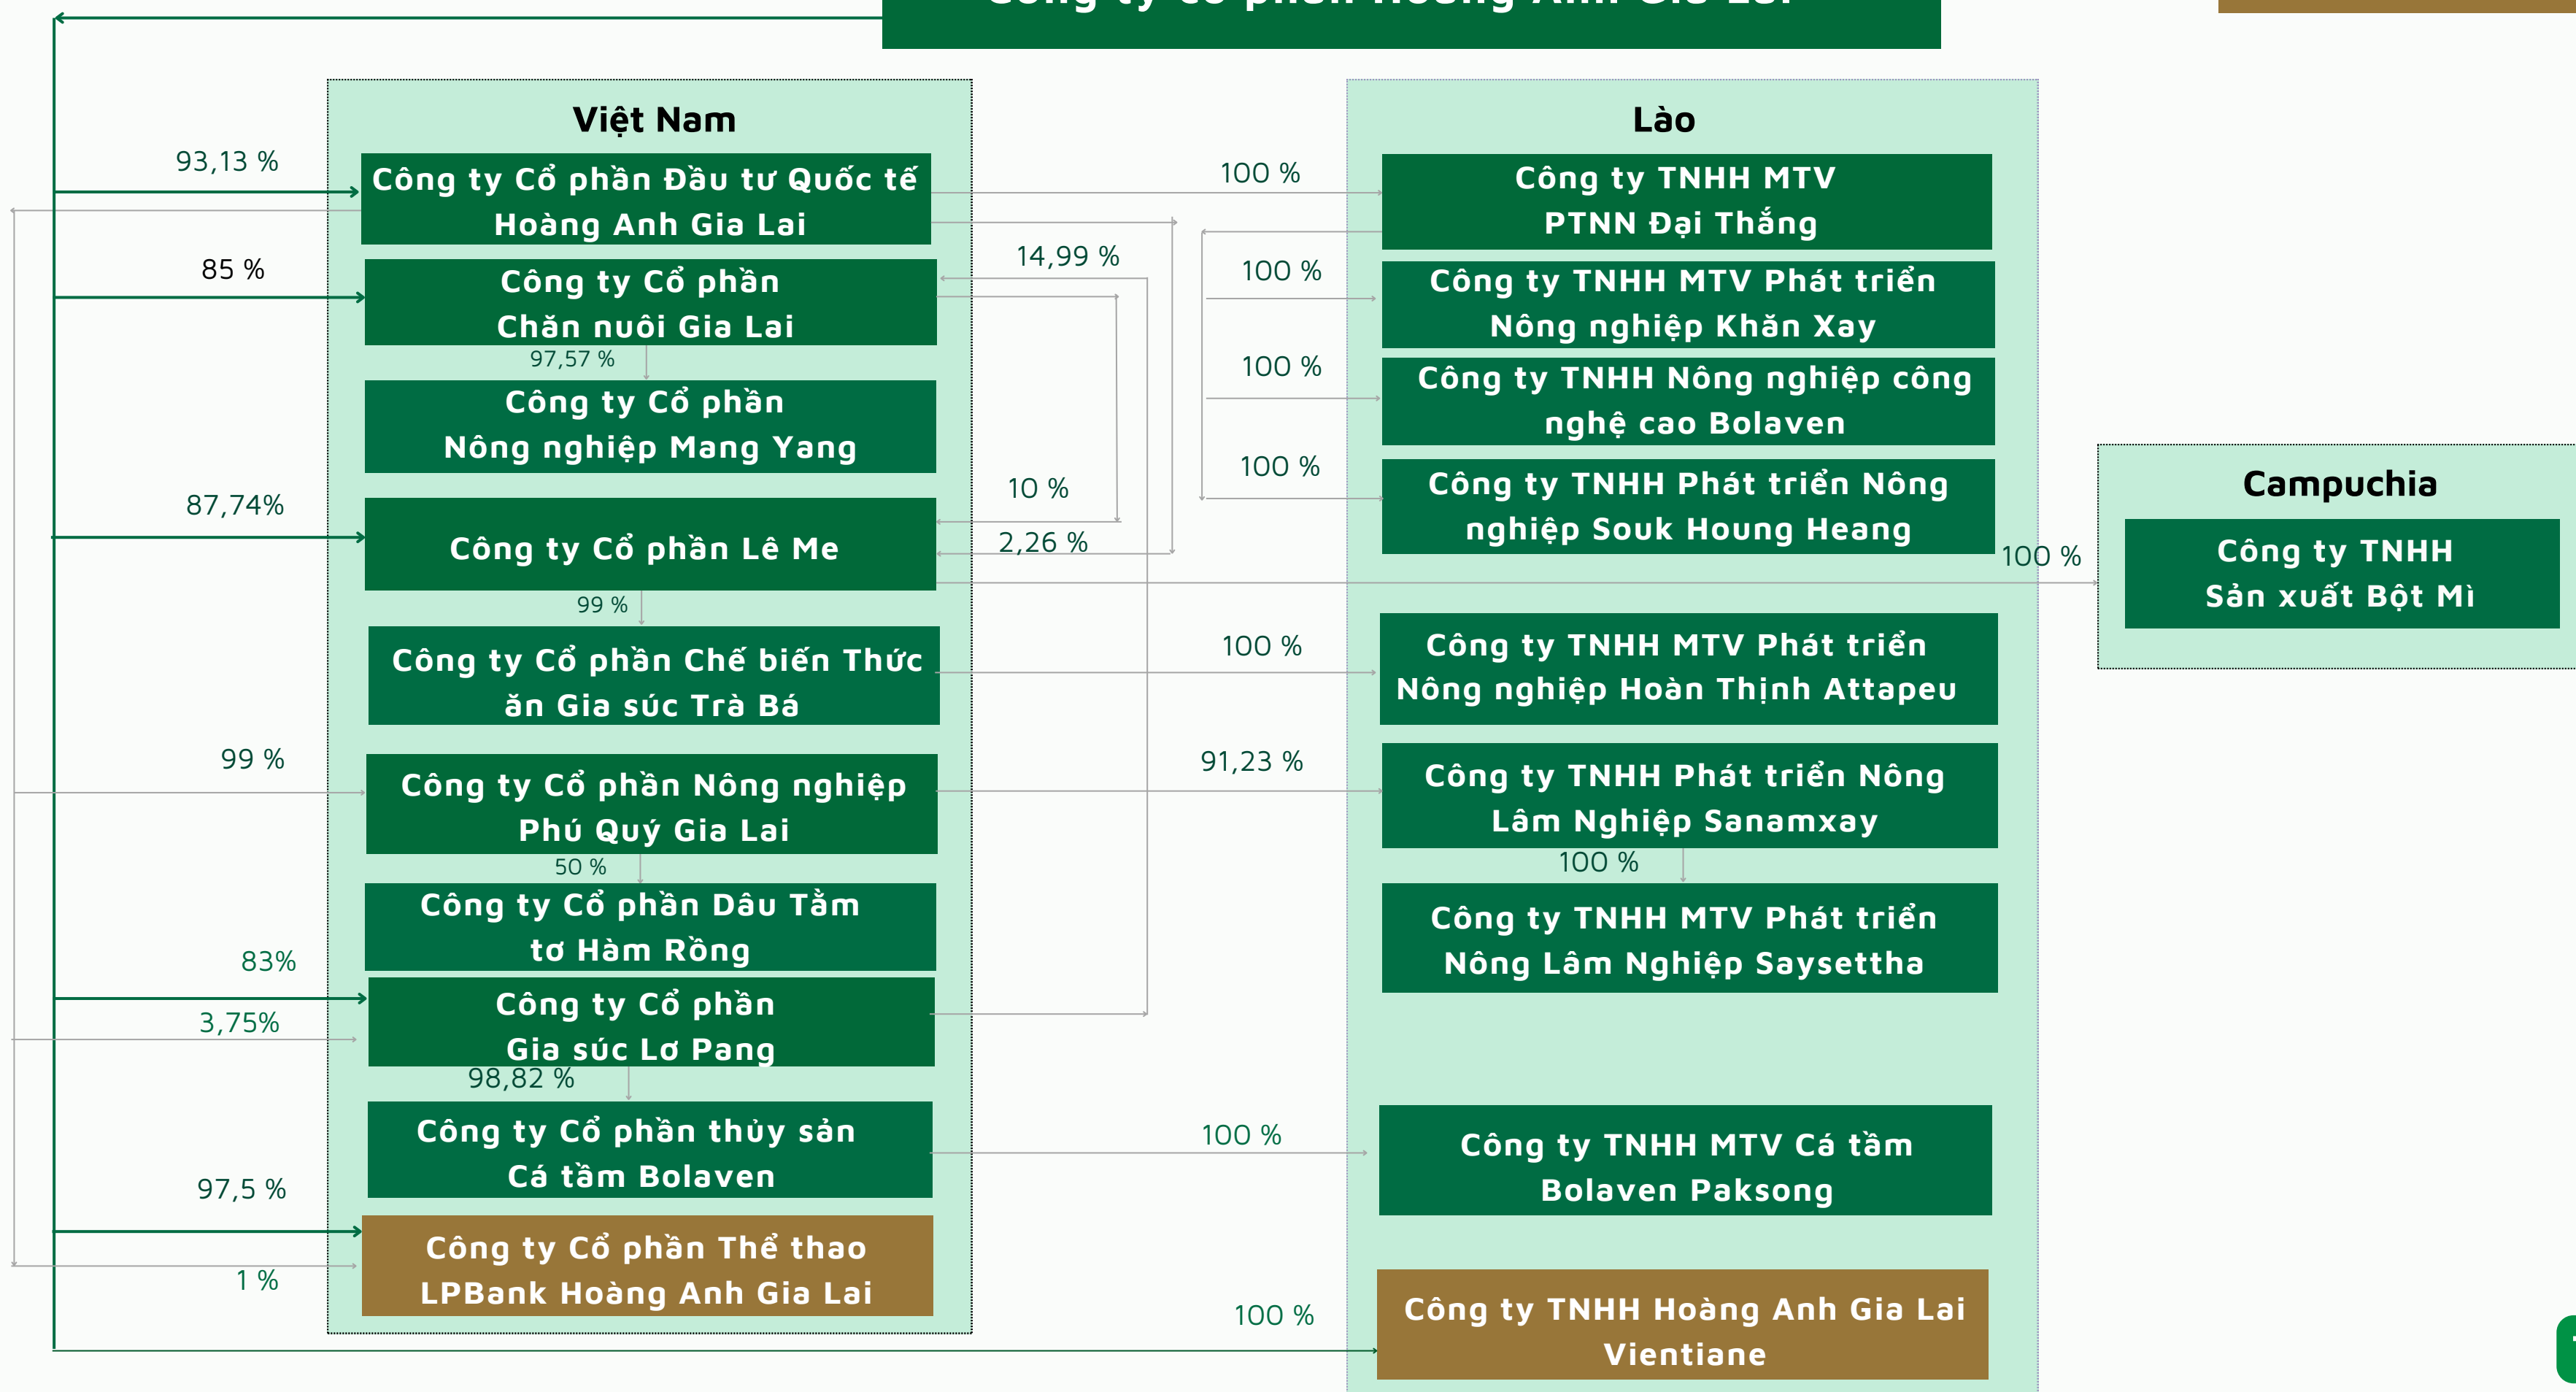 Công ty Cổ phần Hoàng Anh Gia Lai
Việt Nam
93,13 %
Công ty Cổ phần Đầu tư Quốc tế
Hoàng Anh Gia Lai
85 %
Công ty Cổ phần
Chăn nuôi Gia Lai
97,57 %
Công ty Cổ phần
Nông nghiệp Mang Yang
87,74%
Công ty Cổ phần Lê Me
99 %
Công ty Cổ phần Chế biến Thức
ăn Gia súc Trà Bá
99 %
Công ty Cổ phần Nông nghiệp
Phú Quý Gia Lai
50 %
Công ty Cổ phần Dâu Tằm
tơ Hàm Rồng
83%
3,75%
Công ty Cổ phần
Gia súc Lơ Pang
98,82 %
Công ty Cổ phần thủy sản
Cá tầm Bolaven
97,5 %
Công ty Cổ phần Thể thao
LPBank Hoàng Anh Gia Lai
1 %
14,99 %
10 %
2,26 %
Lào
100 %
Công ty TNHH MTV
PTNN Đại Thắng
100 %
Công ty TNHH MTV Phát triển
Nông nghiệp Khăn Xay
100 %
Công ty TNHH Nông nghiệp công
nghệ cao Bolaven
100 %
Công ty TNHH Phát triển Nông
nghiệp Souk Houng Heang
100 %
Công ty TNHH MTV Phát triển
Nông nghiệp Hoàn Thịnh Attapeu
91,23 %
Công ty TNHH Phát triển Nông
Lâm Nghiệp Sanamxay
100 %
Công ty TNHH MTV Phát triển
Nông Lâm Nghiệp Saysettha
100 %
Công ty TNHH MTV Cá tầm
Bolaven Paksong
100 %
Công ty TNHH Hoàng Anh Gia Lai
Vientiane
100 %
Campuchia
Công ty TNHH
Sản xuất Bột Mì